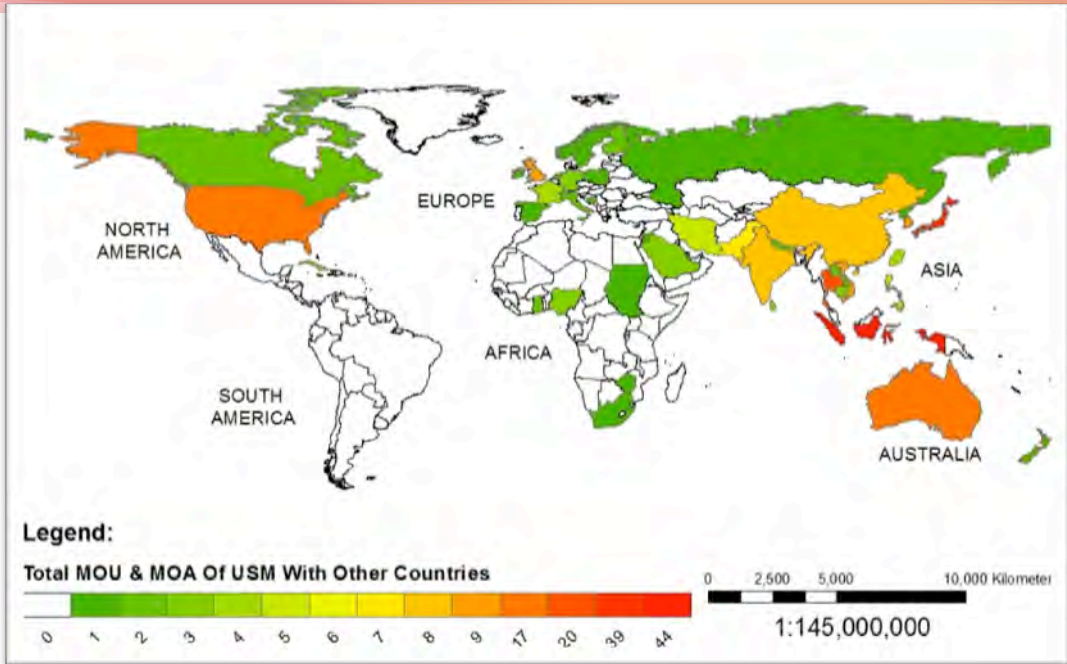 EUROPE
NORTH
AMERICA
ASIA
AFRICA
SOUTH
AMERICA
AUSTRALIA
Legend:
Total MOU & MOA Of USM With Other Countries
0 2,500 5,000 10,000 Kilometer
0 1 2 3 4 5 6 7 8 9 17 20 39 44
1:145,000,000